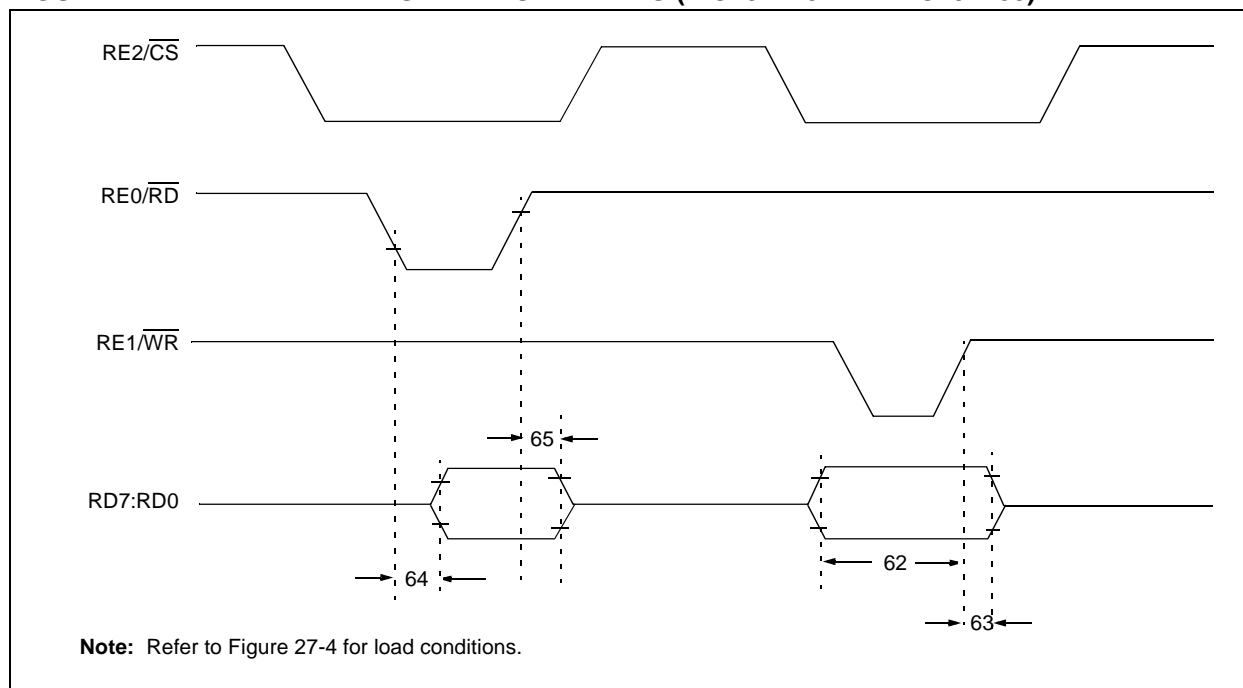 RE2/CS
RE0/RD
RE1/WR
65
RD7:RD0
62
64
63
Note: Refer to Figure 27-4 for load conditions.